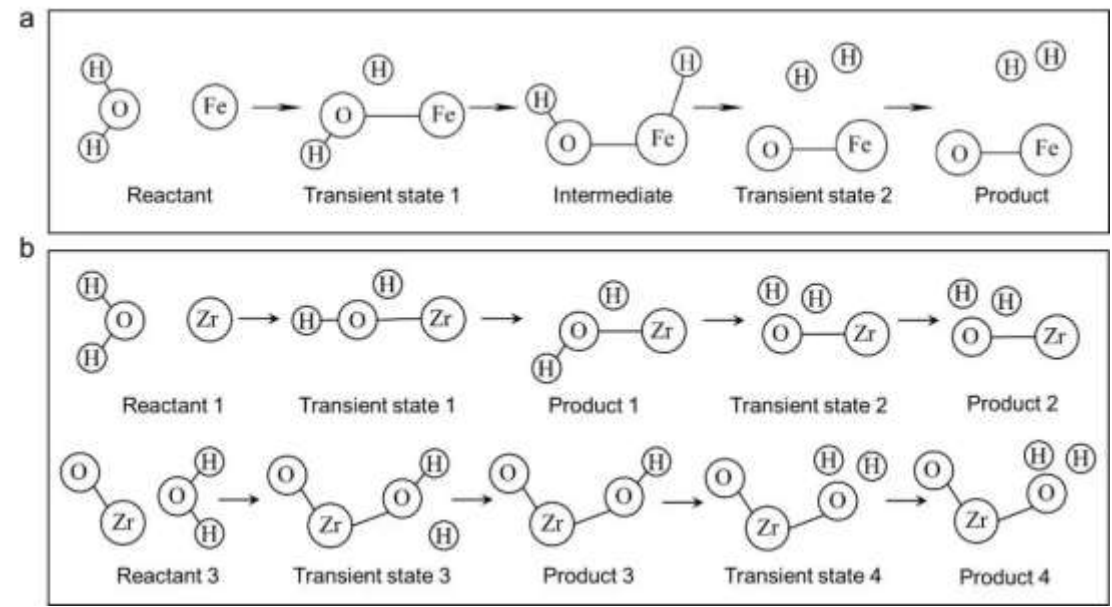 a
H H H H H H H
O Fe O Fe O Fe O Fe O Fe
H H
Reactant Transient state 1 Intermediate Transient state 2 Product
b
H H H H H H H
O Zr H O Zr O Zr O Zr O Zr
H H
Reactant 1 Transient state 1 Product 1 Transient state 2 Product 2
O H O H O H O H H O H H
Zr O Zr O Zr O Zr O Zr O
H H
Reactant 3 Transient state 3 Product 3 Transient state 4 Product 4